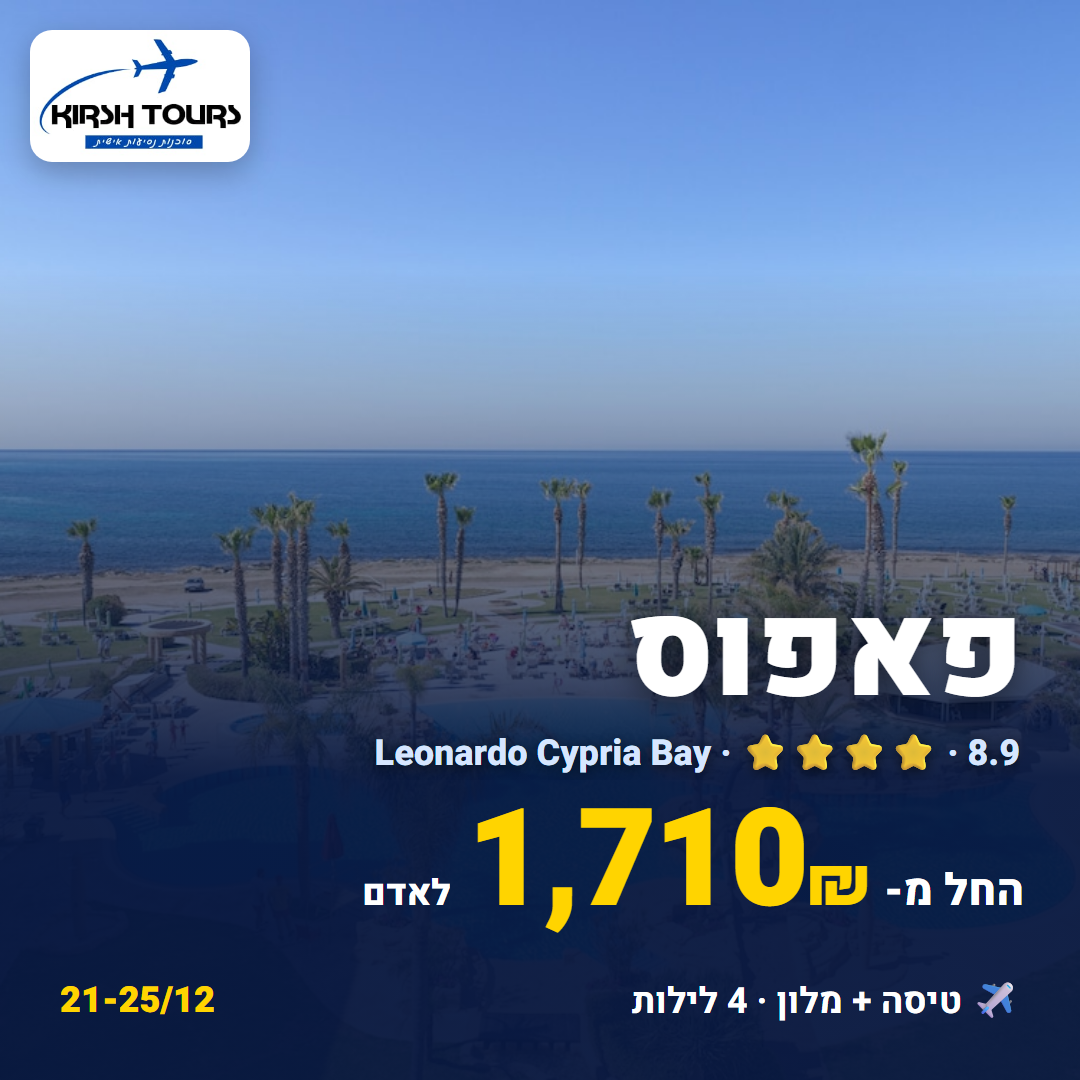 KIRSH TOURS
סוכנות נסיעות אישית
פאפוס
Leonardo Cypria Bay · ⭐⭐⭐⭐ · 8.9
החל מ- ₪1,710 לאדם
✈️ טיסה + מלון · 4 לילות
21-25/12